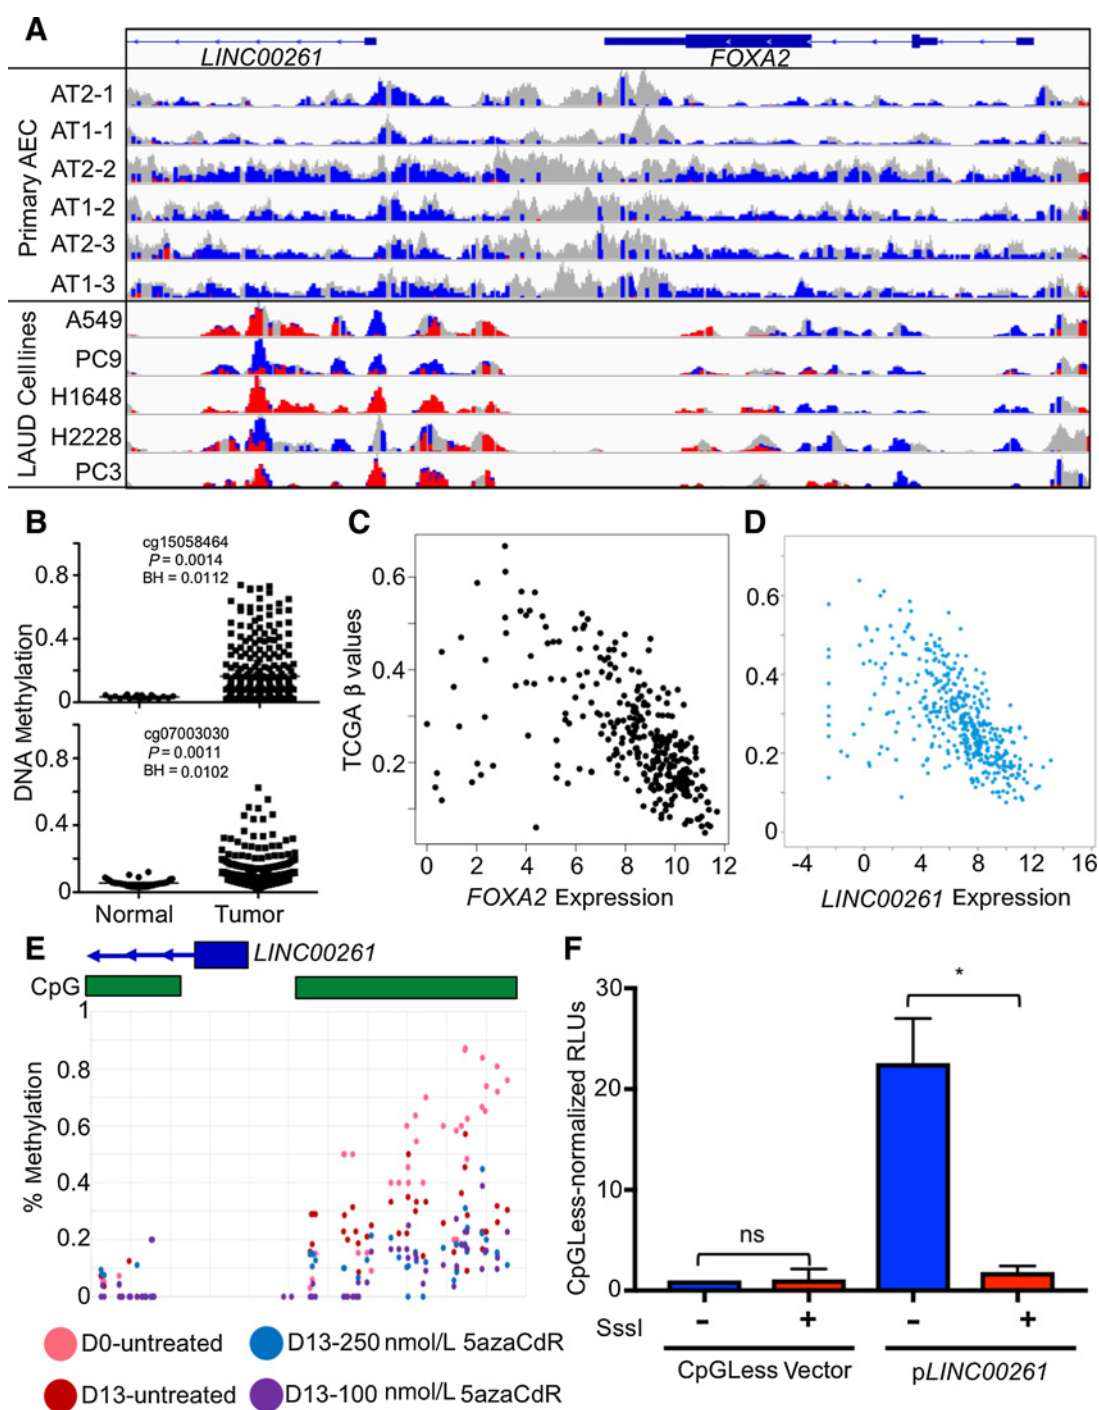 A
LINC00261
FOXA2
Primary AEC
AT2-1
AT1-1
AT2-2
AT1-2
AT2-3
AT1-3
LAUD Cell lines
A549
PC9
H1648
H2228
PC3
B
DNA Methylation
cg15058464
P = 0.0014
BH = 0.0112
0.8
0.4
0
cg07003030
P = 0.0011
BH = 0.0102
0.8
0.4
0
Normal Tumor
C
TCGA β values
0.6
0.4
0.2
0 2 4 6 8 10 12
FOXA2 Expression
D
0.6
0.4
0.2
0
-4 0 4 8 12 16
LINC00261 Expression
E
LINC00261
CpG
% Methylation
1
0.8
0.6
0.4
0.2
0
D0-untreated
D13-250 nmol/L 5azaCdR
D13-untreated
D13-100 nmol/L 5azaCdR
F
CpGLess-normalized RLUs
30
20
10
0
ns
*
SssI - + - +
CpGLess Vector
pLINC00261